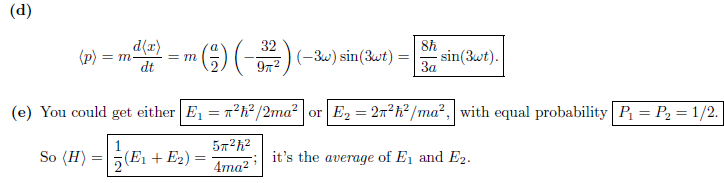 (d)
⟨p⟩ = m d⟨x⟩/dt = m (a/2) (−32/9π²) (−3ω) sin(3ωt) = 8ħ/3a sin(3ωt).
(e) You could get either E₁ = π²ħ²/2ma² or E₂ = 2π²ħ²/ma², with equal probability P₁ = P₂ = 1/2.
So ⟨H⟩ = 1/2(E₁ + E₂) = 5π²ħ²/4ma²; it's the average of E₁ and E₂.